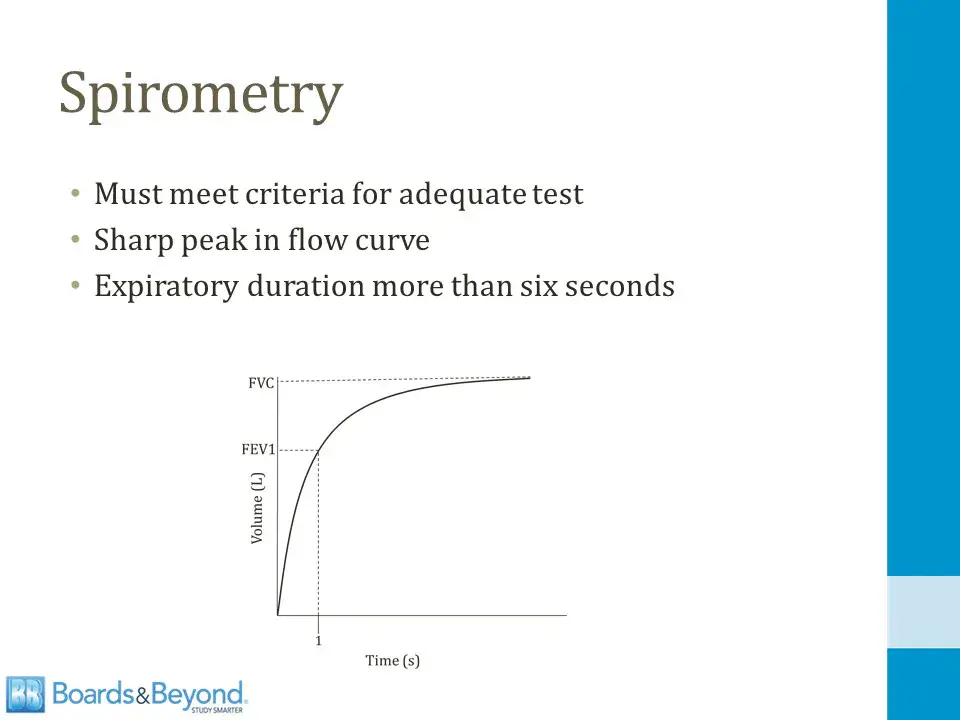 Spirometry
• Must meet criteria for adequate test
• Sharp peak in flow curve
• Expiratory duration more than six seconds
FVC
FEV1
Volume (L)
1
Time (s)
BB Boards&Beyond.
STUDY SMARTER